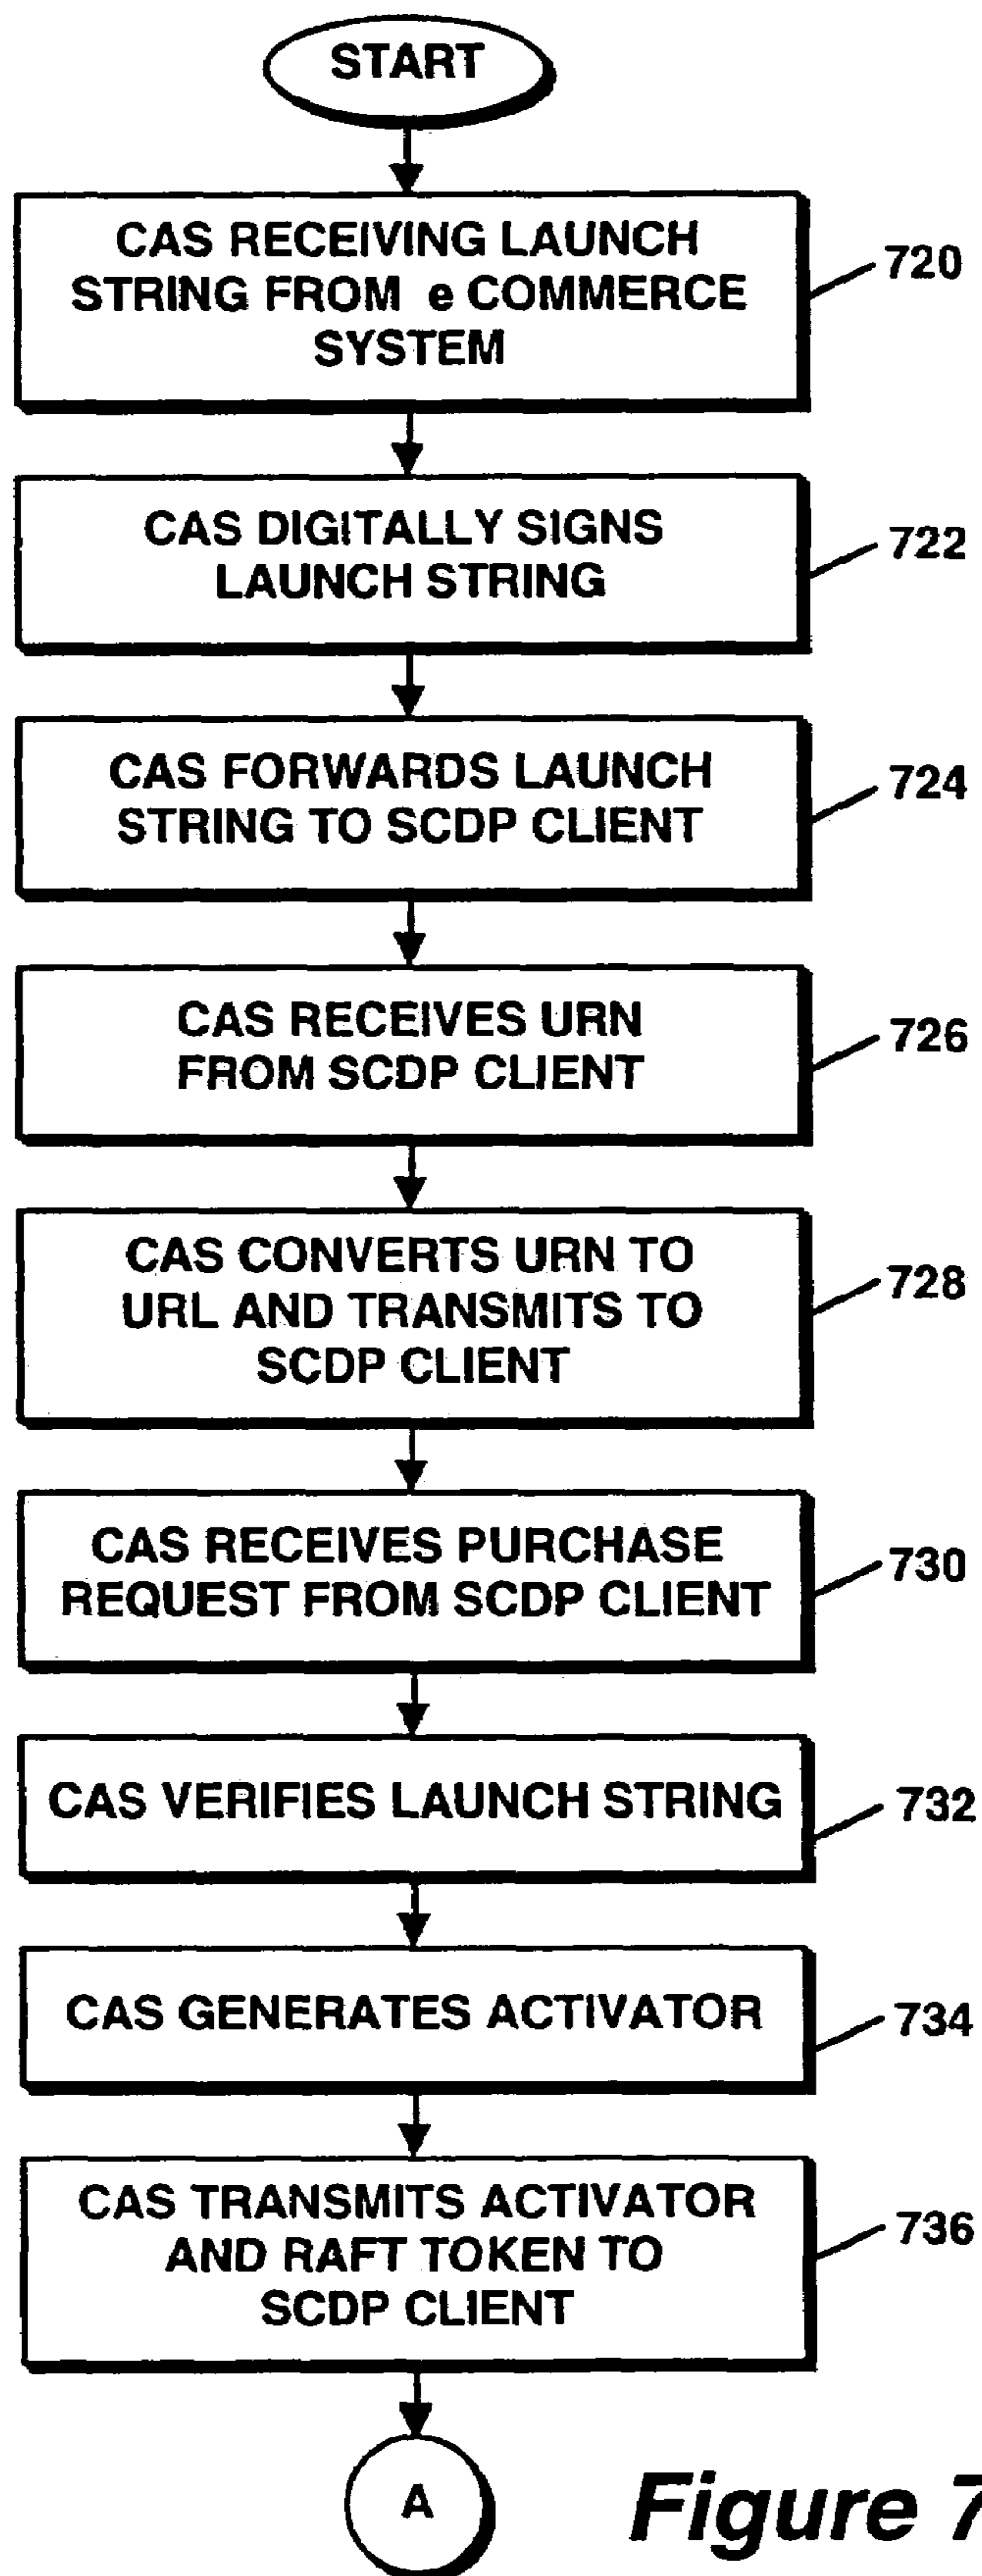 START
CAS RECEIVING LAUNCH
STRING FROM e COMMERCE
SYSTEM
720
CAS DIGITALLY SIGNS
LAUNCH STRING
722
CAS FORWARDS LAUNCH
STRING TO SCDP CLIENT
724
CAS RECEIVES URN
FROM SCDP CLIENT
726
CAS CONVERTS URN TO
URL AND TRANSMITS TO
SCDP CLIENT
728
CAS RECEIVES PURCHASE
REQUEST FROM SCDP CLIENT
730
CAS VERIFIES LAUNCH STRING
732
CAS GENERATES ACTIVATOR
734
CAS TRANSMITS ACTIVATOR
AND RAFT TOKEN TO
SCDP CLIENT
736
A
Figure 7